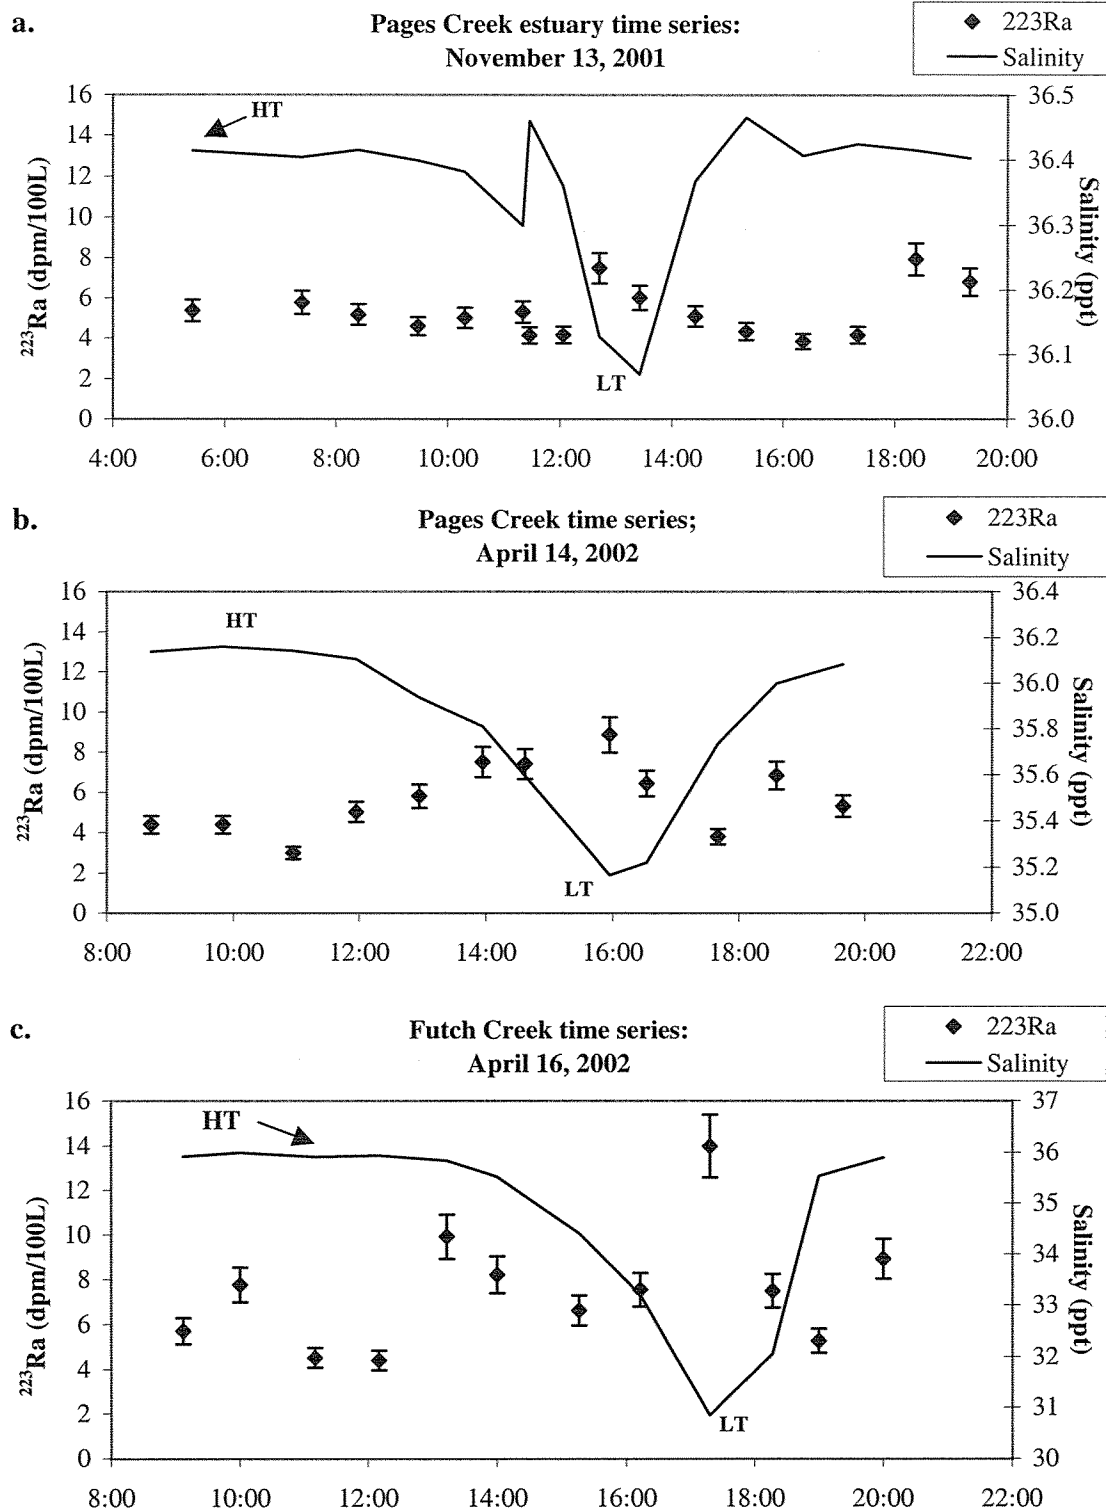 a.
Pages Creek estuary time series:
November 13, 2001
223Ra
Salinity
HT
LT
16
14
12
10
8
6
4
2
0
²²³Ra (dpm/100L)
36.5
36.4
36.3
36.2
36.1
36.0
Salinity (ppt)
4:00 6:00 8:00 10:00 12:00 14:00 16:00 18:00 20:00
b.
Pages Creek time series;
April 14, 2002
223Ra
Salinity
HT
LT
16
14
12
10
8
6
4
2
0
²²³Ra (dpm/100L)
36.4
36.2
36.0
35.8
35.6
35.4
35.2
35.0
Salinity (ppt)
8:00 10:00 12:00 14:00 16:00 18:00 20:00 22:00
c.
Futch Creek time series:
April 16, 2002
223Ra
Salinity
HT
LT
16
14
12
10
8
6
4
2
0
²²³Ra (dpm/100L)
37
36
35
34
33
32
31
30
Salinity (ppt)
8:00 10:00 12:00 14:00 16:00 18:00 20:00 22:00